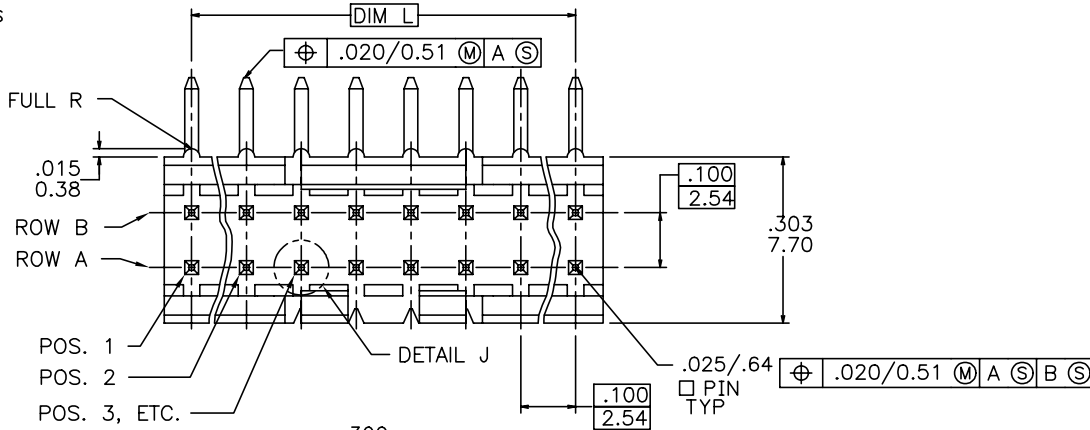 s
DIM L
⌖ .020/0.51 Ⓜ A Ⓢ
FULL R
.015
0.38
.100
2.54
ROW B
ROW A
.303
7.70
POS. 1
POS. 2
POS. 3, ETC.
DETAIL J
.025/.64
□ PIN
TYP
⌖ .020/0.51 Ⓜ A Ⓢ B Ⓢ
.100
2.54